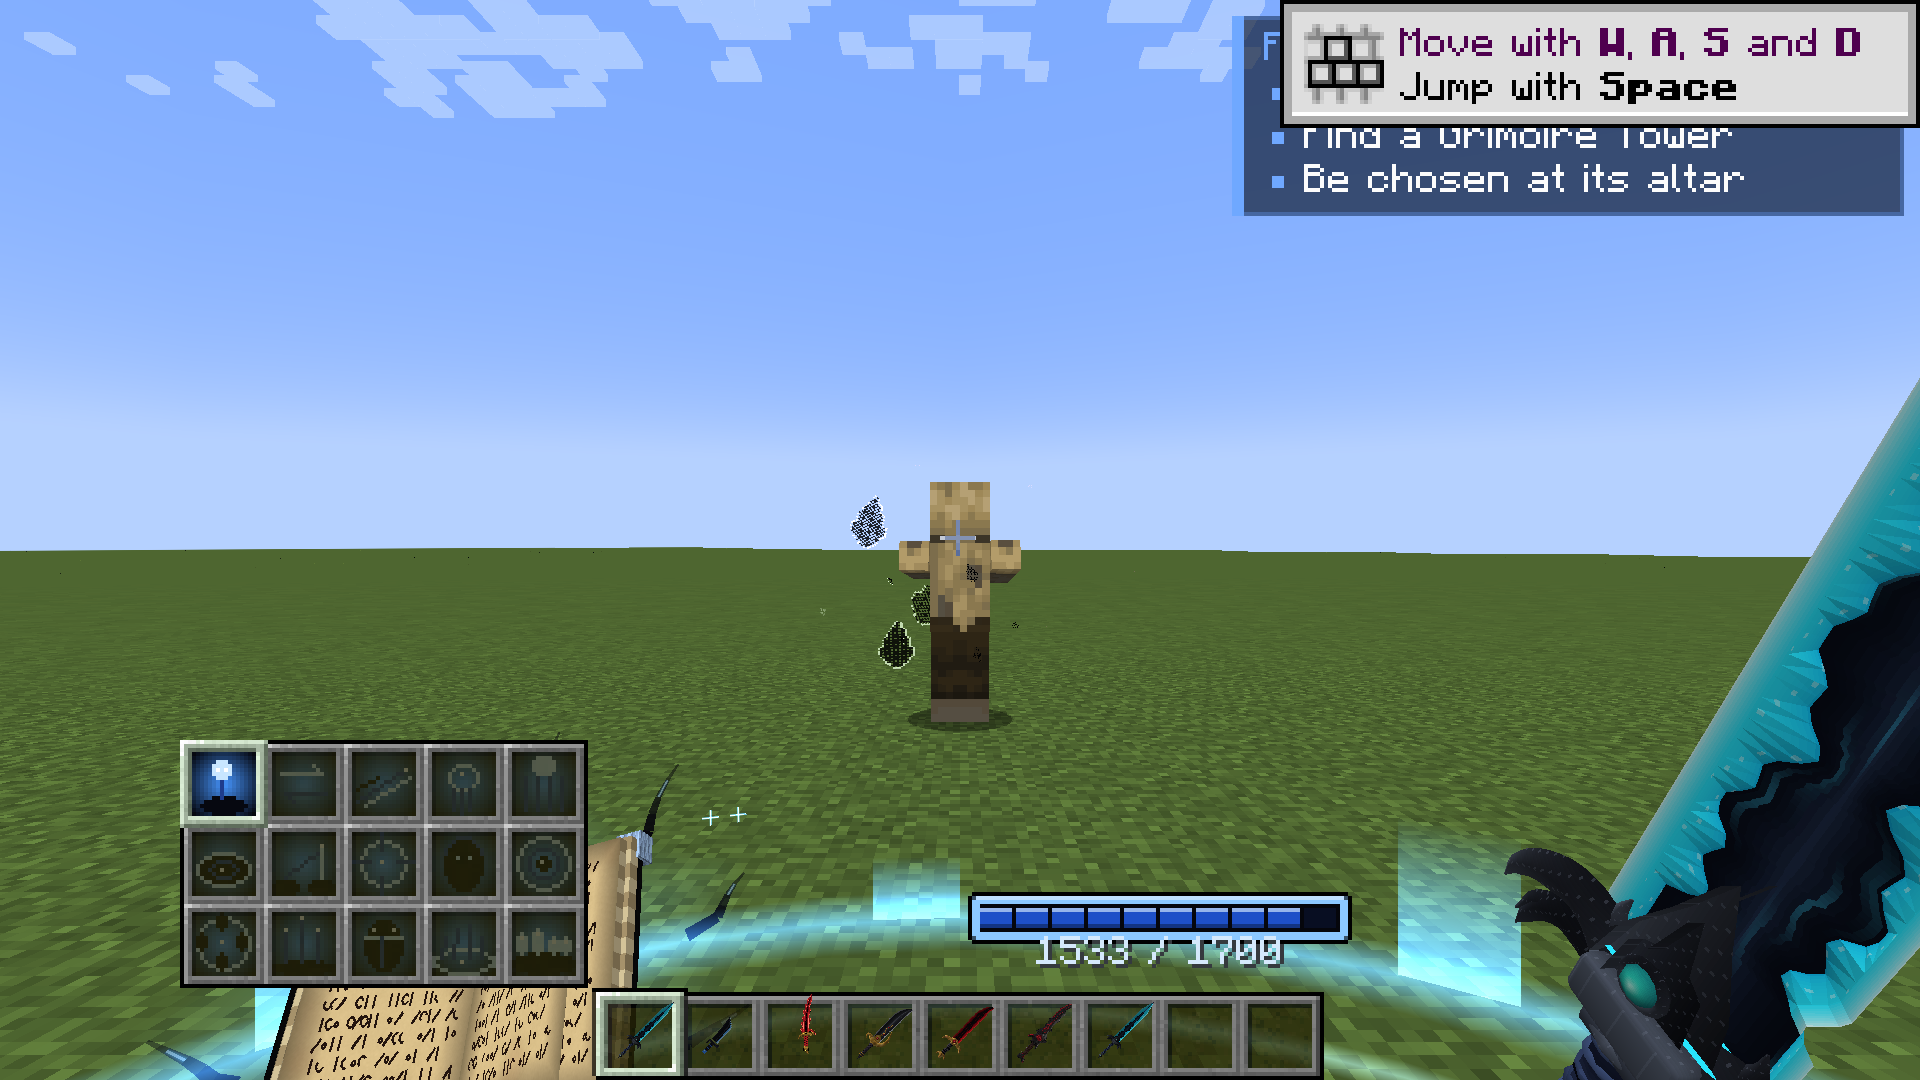 Move with W, A, S and D
Jump with Space
Find a Grimoire Tower
Be chosen at its altar
1533 / 1700